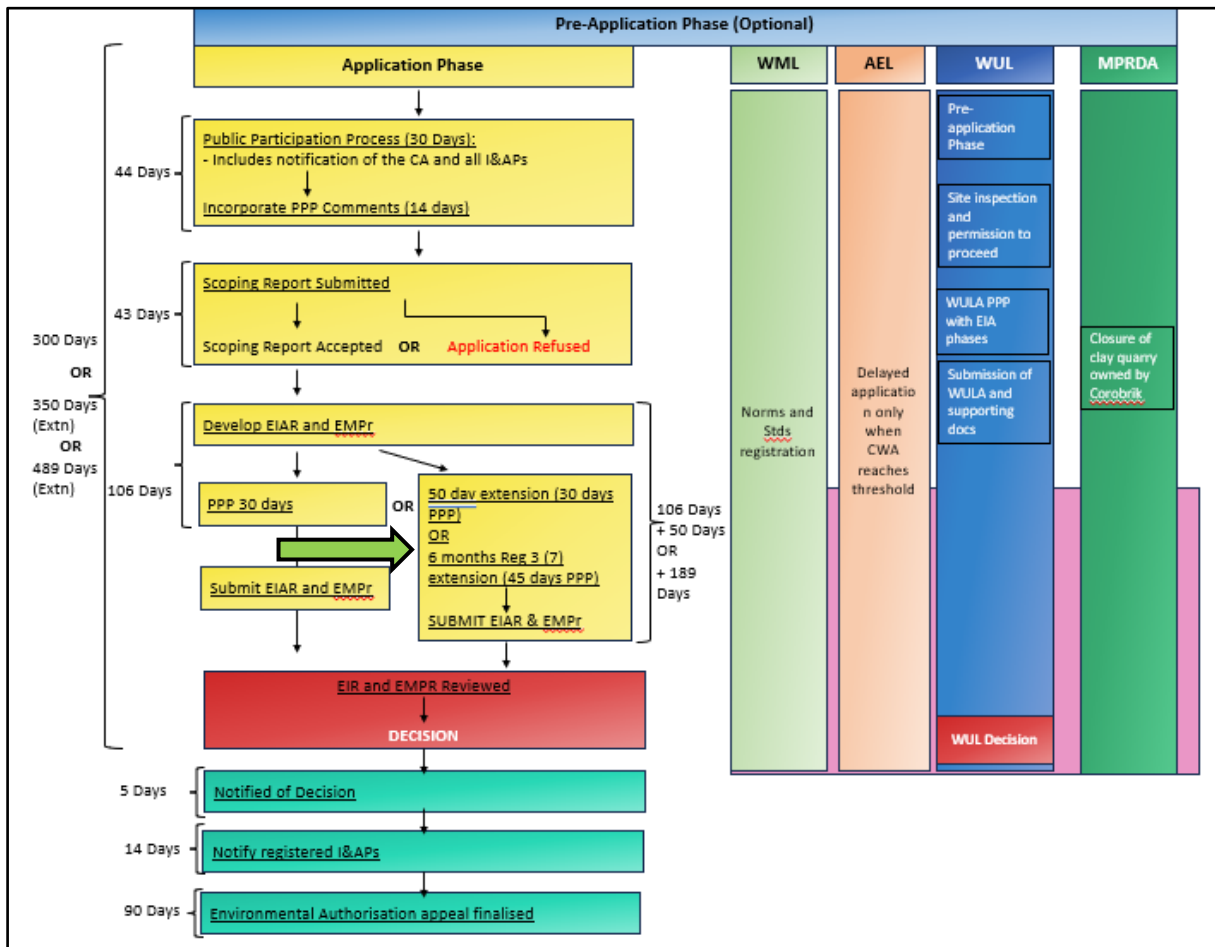 Pre-Application Phase (Optional)
Application Phase
44 Days
Public Participation Process (30 Days):
- Includes notification of the CA and all I&APs
Incorporate PPP Comments (14 days)
43 Days
Scoping Report Submitted
Scoping Report Accepted OR Application Refused
300 Days
OR
350 Days
(Extn)
OR
489 Days
(Extn)
106 Days
Develop EIAR and EMPr
PPP 30 days
OR
50 day extension (30 days
PPP)
OR
6 months Reg 3 (7)
extension (45 days PPP)
SUBMIT EIAR & EMPr
106 Days
+ 50 Days
OR
+ 189
Days
Submit EIAR and EMPr
EIR and EMPR Reviewed
DECISION
5 Days
Notified of Decision
14 Days
Notify registered I&APs
90 Days
Environmental Authorisation appeal finalised
WML
Norms and
Stds
registration
AEL
Delayed
applicatio
n only
when
CWA
reaches
threshold
WUL
Pre-
application
Phase
Site inspection
and
permission to
proceed
WULA PPP
with EIA
phases
Submission of
WULA and
supporting
docs
WUL Decision
MPRDA
Closure of
clay quarry
owned by
Corobrik